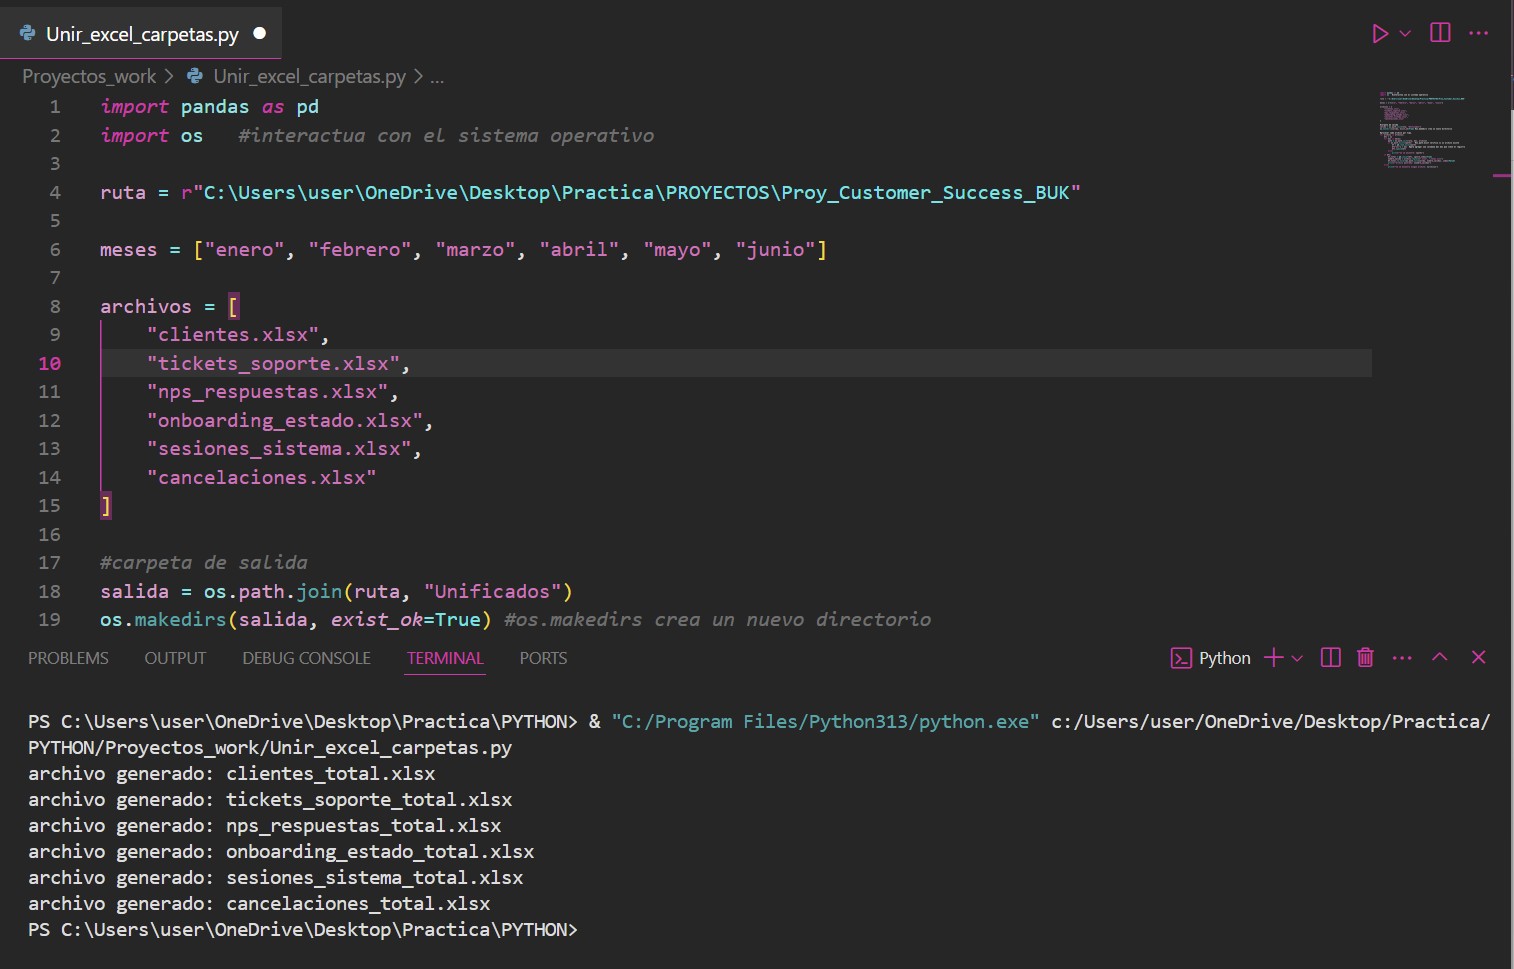 Unir_excel_carpetas.py
Proyectos_work > Unir_excel_carpetas.py > ...
1 import pandas as pd
2 import os   #interactua con el sistema operativo
3
4 ruta = r"C:\Users\user\OneDrive\Desktop\Practica\PROYECTOS\Proy_Customer_Success_BUK"
5
6 meses = ["enero", "febrero", "marzo", "abril", "mayo", "junio"]
7
8 archivos = [
9     "clientes.xlsx",
10     "tickets_soporte.xlsx",
11     "nps_respuestas.xlsx",
12     "onboarding_estado.xlsx",
13     "sesiones_sistema.xlsx",
14     "cancelaciones.xlsx"
15 ]
16
17 #carpeta de salida
18 salida = os.path.join(ruta, "Unificados")
19 os.makedirs(salida, exist_ok=True) #os.makedirs crea un nuevo directorio
PROBLEMS OUTPUT DEBUG CONSOLE TERMINAL PORTS Python
PS C:\Users\user\OneDrive\Desktop\Practica\PYTHON> & "C:/Program Files/Python313/python.exe" c:/Users/user/OneDrive/Desktop/Practica/
PYTHON/Proyectos_work/Unir_excel_carpetas.py
archivo generado: clientes_total.xlsx
archivo generado: tickets_soporte_total.xlsx
archivo generado: nps_respuestas_total.xlsx
archivo generado: onboarding_estado_total.xlsx
archivo generado: sesiones_sistema_total.xlsx
archivo generado: cancelaciones_total.xlsx
PS C:\Users\user\OneDrive\Desktop\Practica\PYTHON>